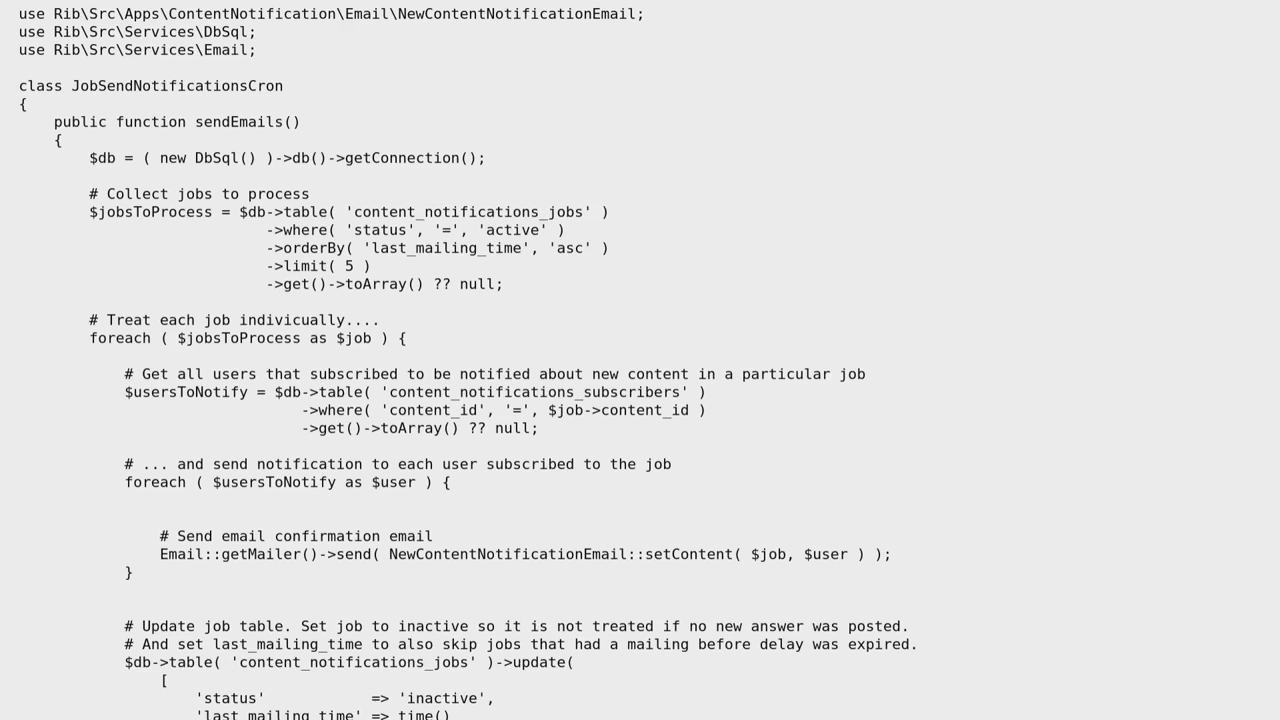 use Rib\Src\Apps\ContentNotification\Email\NewContentNotificationEmail;
use Rib\Src\Services\DbSql;
use Rib\Src\Services\Email;
class JobSendNotificationsCron
{
public function sendEmails()
{
$db = ( new DbSql() )->db()->getConnection();
# Collect jobs to process
$jobsToProcess = $db->table( 'content_notifications_jobs' )
->where( 'status', '=', 'active' )
->orderBy( 'last_mailing_time', 'asc' )
->limit( 5 )
->get()->toArray() ?? null;
# Treat each job indivicually....
foreach ( $jobsToProcess as $job ) {
# Get all users that subscribed to be notified about new content in a particular job
$usersToNotify = $db->table( 'content_notifications_subscribers' )
->where( 'content_id', '=', $job->content_id )
->get()->toArray() ?? null;
# ... and send notification to each user subscribed to the job
foreach ( $usersToNotify as $user ) {
# Send email confirmation email
Email::getMailer()->send( NewContentNotificationEmail::setContent( $job, $user ) );
}
# Update job table. Set job to inactive so it is not treated if no new answer was posted.
# And set last_mailing_time to also skip jobs that had a mailing before delay was expired.
$db->table( 'content_notifications_jobs' )->update(
[
'status' => 'inactive',
'last_mailing_time' => time()